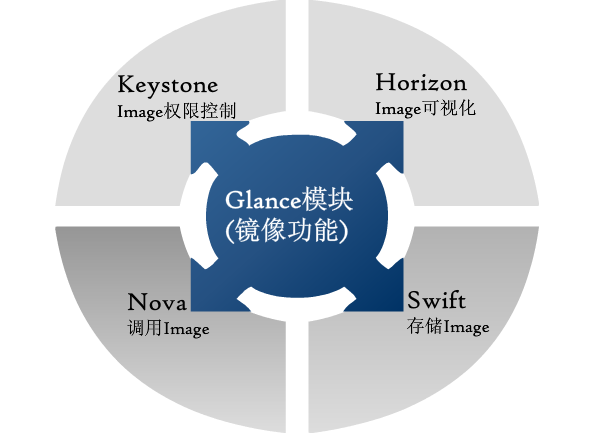 Keystone
Image权限控制
Horizon
Image可视化
Glance模块
(镜像功能)
Nova
调用Image
Swift
存储Image